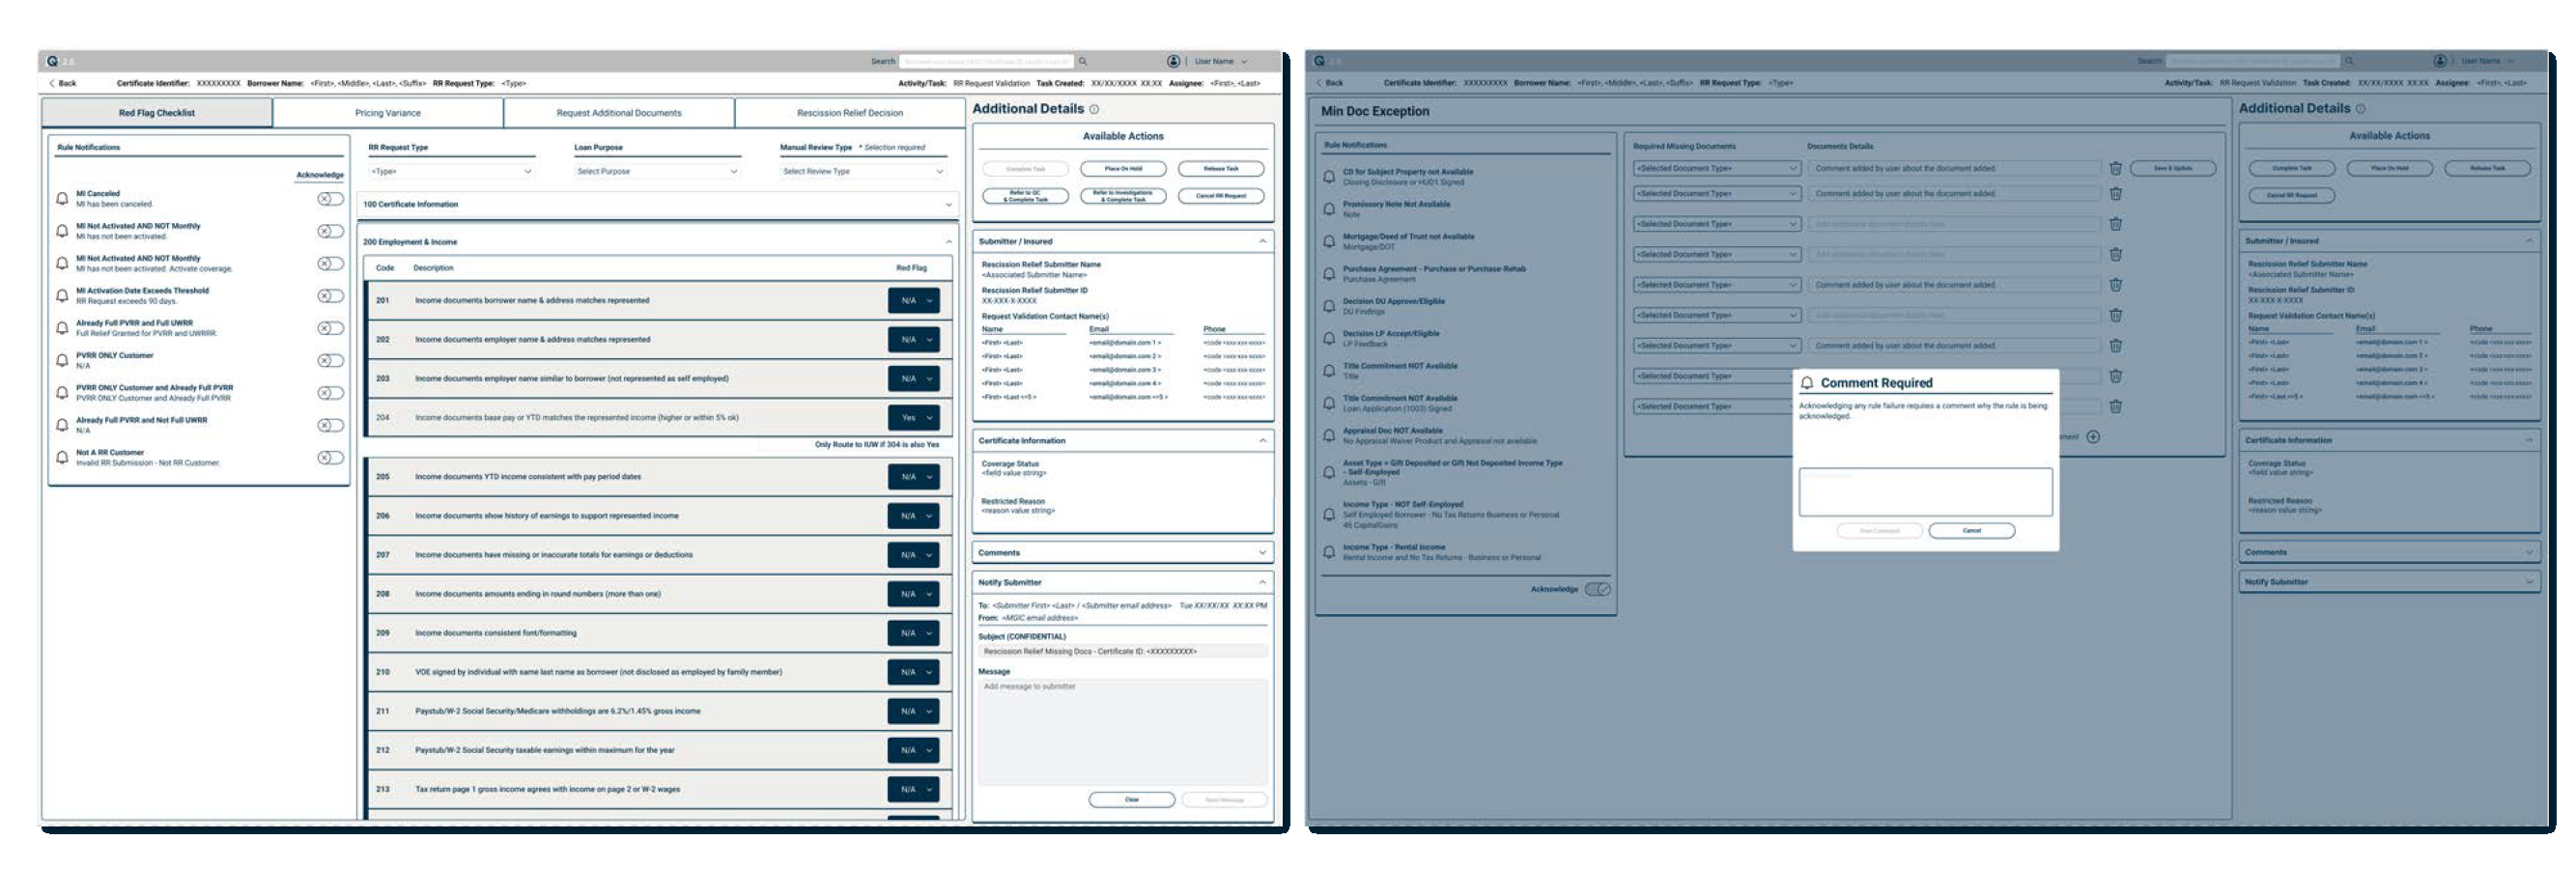 Q 2.0
Search
User Name
< Back
Certificate Identifier: XXXXXXXXX Borrower Name: <First>, <Middle>, <Last>, <Suffix> RR Request Type: <Type>
Activity/Task: RR Request Validation Task Created: XX/XX/XXXX XX:XX Assignee: <First>, <Last>
Red Flag Checklist
Pricing Variance
Request Additional Documents
Rescission Relief Decision
Rule Notifications
Acknowledge
MI Canceled
MI has been canceled.
MI Not Activated AND NOT Monthly
MI has not been activated.
MI Not Activated AND NOT Monthly
MI has not been activated. Activate coverage.
MI Activation Date Exceeds Threshold
RR Request exceeds 90 days.
Already Full PVRR and Full UWRR
Full Relief Granted for PVRR and UWRRR.
PVRR ONLY Customer
N/A
PVRR ONLY Customer and Already Full PVRR
PVRR ONLY Customer and Already Full PVRR
Already Full PVRR and Not Full UWRR
N/A
Not A RR Customer
Invalid RR Submission - Not RR Customer.
RR Request Type
Loan Purpose
Manual Review Type * Selection required
<Type>
Select Purpose
Select Review Type
100 Certificate Information
200 Employment & Income
Code Description Red Flag
201 Income documents borrower name & address matches represented N/A
202 Income documents employer name & address matches represented N/A
203 Income documents employer name similar to borrower (not represented as self employed) N/A
204 Income documents base pay or YTD matches the represented income (higher or within 5% ok) Yes
Only Route to IUW if 304 is also Yes
205 Income documents YTD income consistent with pay period dates N/A
206 Income documents show history of earnings to support represented income N/A
207 Income documents have missing or inaccurate totals for earnings or deductions N/A
208 Income documents amounts ending in round numbers (more than one) N/A
209 Income documents consistent font/formatting N/A
210 VOE signed by individual with same last name as borrower (not disclosed as employed by family member) N/A
211 Paystub/W-2 Social Security/Medicare withholdings are 6.2%/1.45% gross income N/A
212 Paystub/W-2 Social Security taxable earnings within maximum for the year N/A
213 Tax return page 1 gross income agrees with income on page 2 or W-2 wages N/A
Additional Details
Available Actions
Complete Task
Place On Hold
Release Task
Refer to QC
& Complete Task
Refer to Investigations
& Complete Task
Cancel RR Request
Submitter / Insured
Rescission Relief Submitter Name
<Associated Submitter Name>
Rescission Relief Submitter ID
XX-XXX-X-XXXX
Request Validation Contact Name(s)
Name Email Phone
<First> <Last> <email@domain.com 1 > <code <xxx-xxx-xxxx>
<First> <Last> <email@domain.com 2 > <code <xxx-xxx-xxxx>
<First> <Last> <email@domain.com 3 > <code <xxx-xxx-xxxx>
<First> <Last> <email@domain.com 4 > <code <xxx-xxx-xxxx>
<First> <Last <=5 > <email@domain.com <=5 > <code <xxx-xxx-xxxx>
Certificate Information
Coverage Status
<field value string>
Restricted Reason
<reason value string>
Comments
Notify Submitter
To: <Submitter First> <Last> / <Submitter email address> Tue XX/XX/XX XX:XX PM
From: <MGIC email address>
Subject (CONFIDENTIAL)
Rescission Relief Missing Docs - Certificate ID: <XXXXXXXXX>
Message
Add message to submitter
Clear
Send Message
Q 2.0
Search
User Name
< Back
Certificate Identifier: XXXXXXXXX Borrower Name: <First>, <Middle>, <Last>, <Suffix> RR Request Type: <Type>
Activity/Task: RR Request Validation Task Created: XX/XX/XXXX XX:XX Assignee: <First>, <Last>
Min Doc Exception
Rule Notifications
CD for Subject Property not Available
Closing Disclosure or HUD1 Signed
Promissory Note Not Available
Note
Mortgage/Deed of Trust not Available
Mortgage/DOT
Purchase Agreement - Purchase or Purchase-Rehab
Purchase Agreement
Decision DU Approve/Eligible
DU Findings
Decision LP Accept/Eligible
LP Feedback
Title Commitment NOT Available
Title
Title Commitment NOT Available
Loan Application (1003) Signed
Appraisal Doc NOT Available
No Appraisal Waiver Product and Appraisal not available
Asset Type = Gift Deposited or Gift Not Deposited Income Type
- Self-Employed
Assets - Gift
Income Type - NOT Self-Employed
Self Employed Borrower - No Tax Returns Business or Personal
46 CapitalGains
Income Type - Rental Income
Rental Income and No Tax Returns - Business or Personal
Acknowledge
Required Missing Documents
Documents Details
<Selected Document Type> Comment added by user about the document added.
Save & Update
<Selected Document Type> Comment added by user about the document added.
<Selected Document Type>
<Selected Document Type>
<Selected Document Type> Comment added by user about the document added.
<Selected Document Type>
<Selected Document Type> Comment added by user about the document added.
<Selected Document Type>
<Selected Document Type>
Comment Required
Acknowledging any rule failure requires a comment why the rule is being
acknowledged.
Cancel
Additional Details
Available Actions
Complete Task
Place On Hold
Release Task
Cancel RR Request
Submitter / Insured
Rescission Relief Submitter Name
<Associated Submitter Name>
Rescission Relief Submitter ID
XX-XXX-X-XXXX
Request Validation Contact Name(s)
Name Email Phone
<First> <Last> <email@domain.com 1 > <code <xxx-xxx-xxxx>
<First> <Last> <email@domain.com 2 > <code <xxx-xxx-xxxx>
<First> <Last> <email@domain.com 3 > <code <xxx-xxx-xxxx>
<First> <Last> <email@domain.com 4 > <code <xxx-xxx-xxxx>
<First> <Last <=5 > <email@domain.com <=5 > <code <xxx-xxx-xxxx>
Certificate Information
Coverage Status
<field value string>
Restricted Reason
<reason value string>
Comments
Notify Submitter